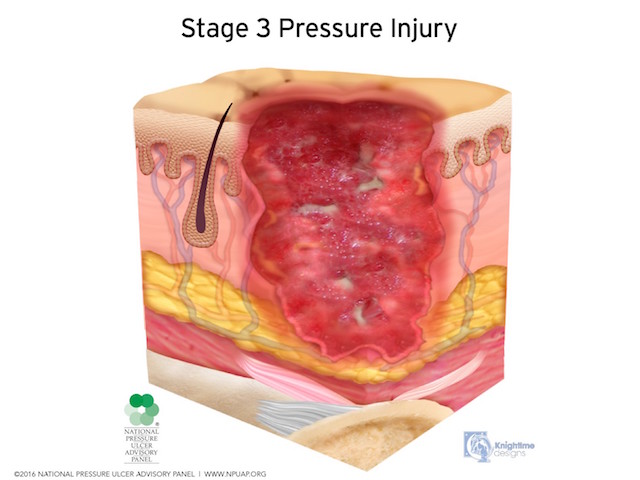 Stage 3 Pressure Injury
NATIONAL
PRESSURE
ULCER
ADVISORY
PANEL
®
Knighttime
designs
©2016 NATIONAL PRESSURE ULCER ADVISORY PANEL | WWW.NPUAP.ORG